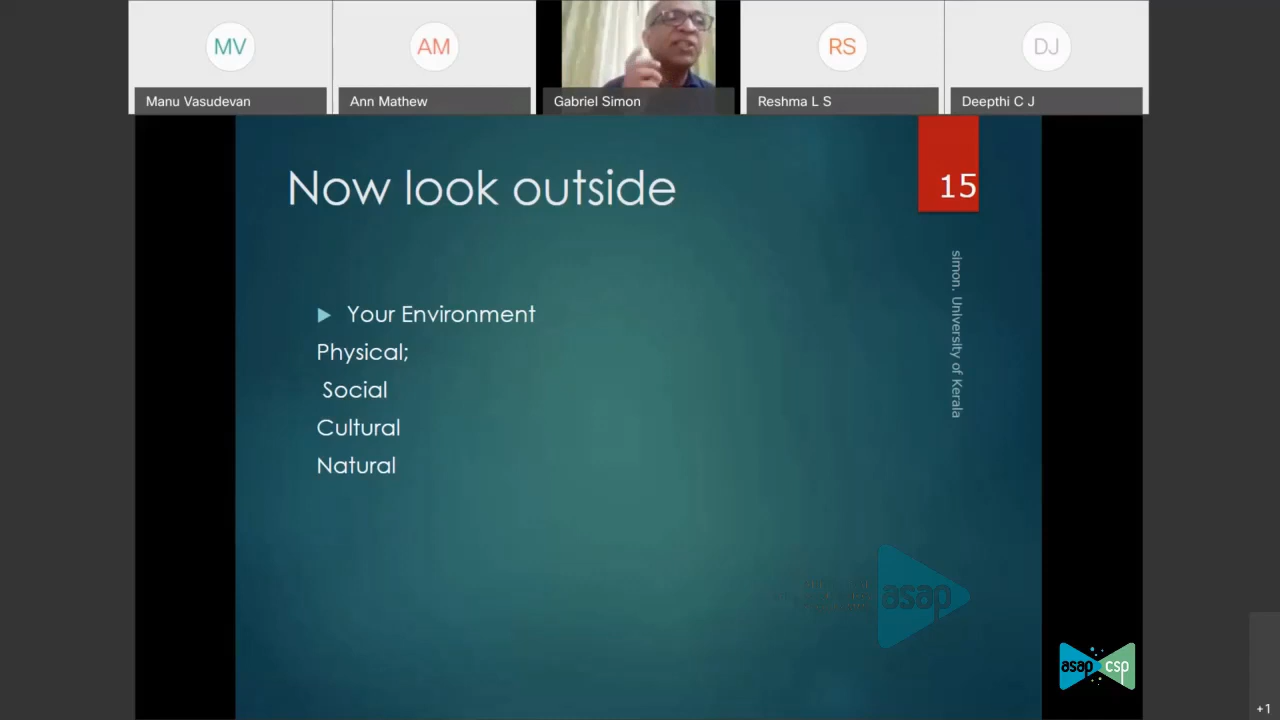 MV
AM
RS
DJ
Manu Vasudevan
Ann Mathew
Gabriel Simon
Reshma L S
Deepthi C J
Now look outside
15
simon. University of Kerala
▶ Your Environment
Physical;
Social
Cultural
Natural
asap
asap csp
+1